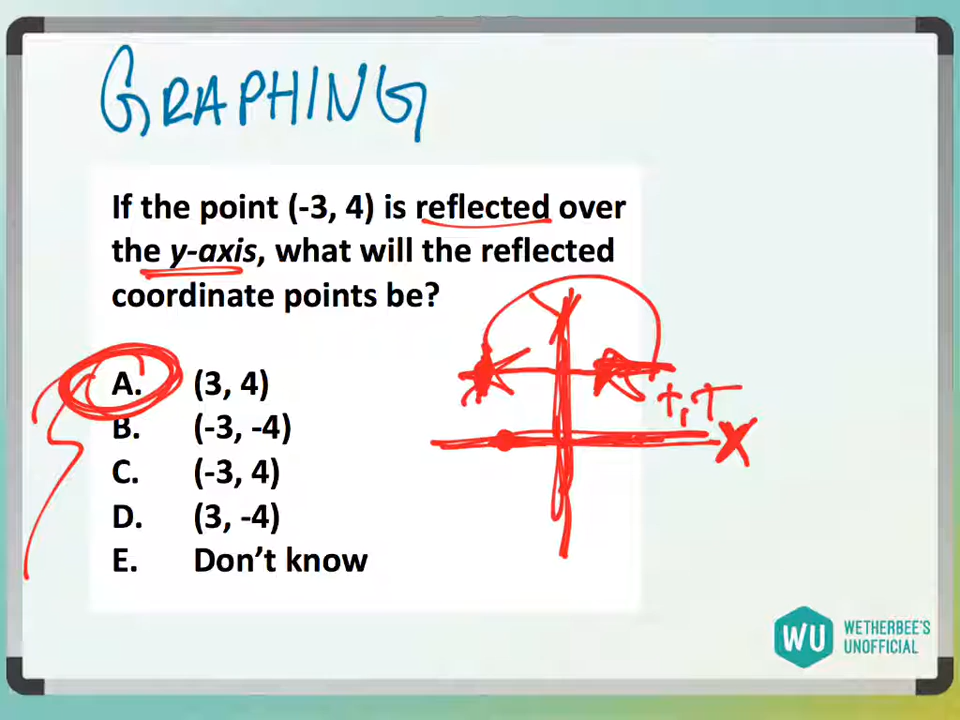 GRAPHING
If the point (-3, 4) is reflected over
the y-axis, what will the reflected
coordinate points be?
A. (3, 4)
B. (-3, -4)
C. (-3, 4)
D. (3, -4)
E. Don't know
Y
+,+
X
WU WETHERBEE'S
UNOFFICIAL